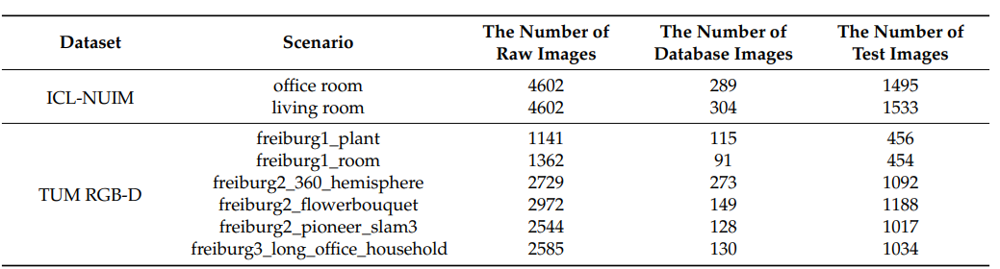 Dataset Scenario The Number of Raw Images The Number of Database Images The Number of Test Images
ICL-NUIM office room 4602 289 1495
living room 4602 304 1533
TUM RGB-D freiburg1_plant 1141 115 456
freiburg1_room 1362 91 454
freiburg2_360_hemisphere 2729 273 1092
freiburg2_flowerbouquet 2972 149 1188
freiburg2_pioneer_slam3 2544 128 1017
freiburg3_long_office_household 2585 130 1034